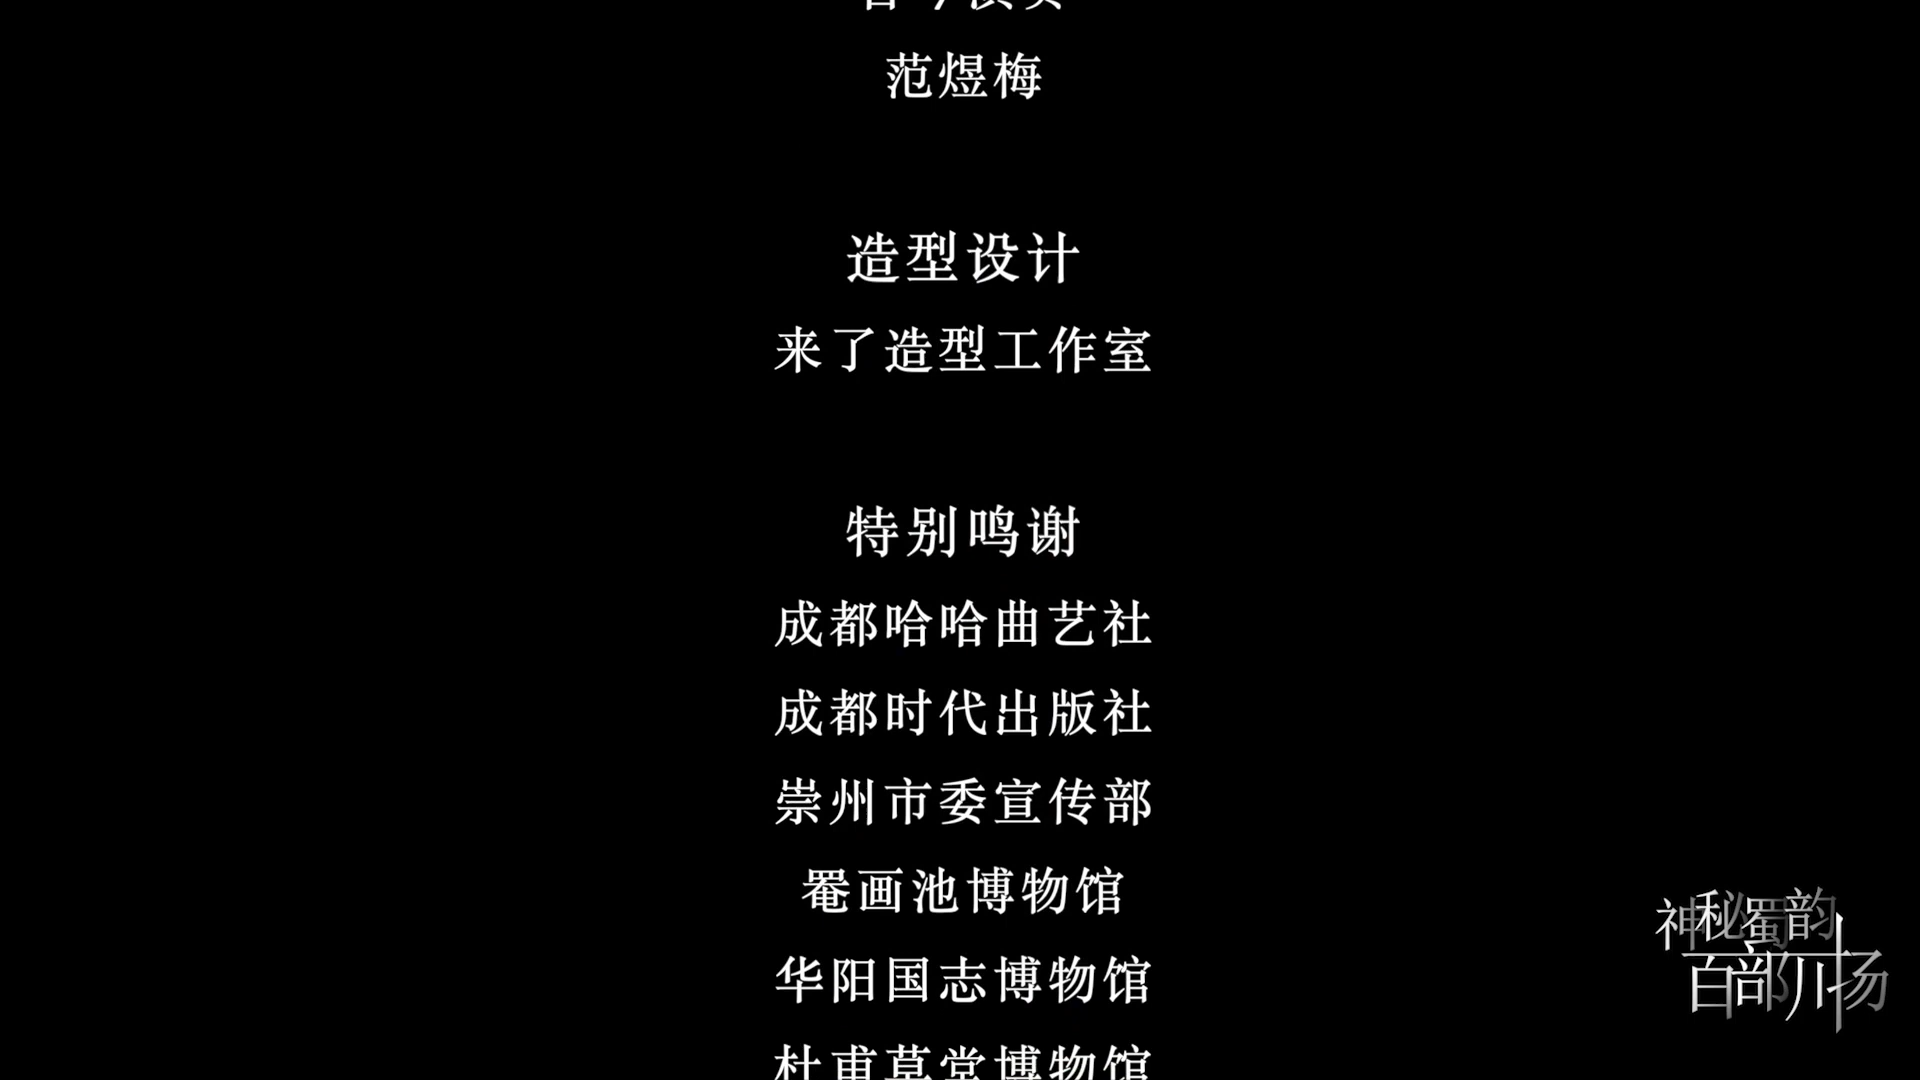 范煜梅
造型设计
来了造型工作室
特别鸣谢
成都哈哈曲艺社
成都时代出版社
崇州市委宣传部
罨画池博物馆
华阳国志博物馆
杜甫草堂博物馆
神秘蜀韵
百部川扬